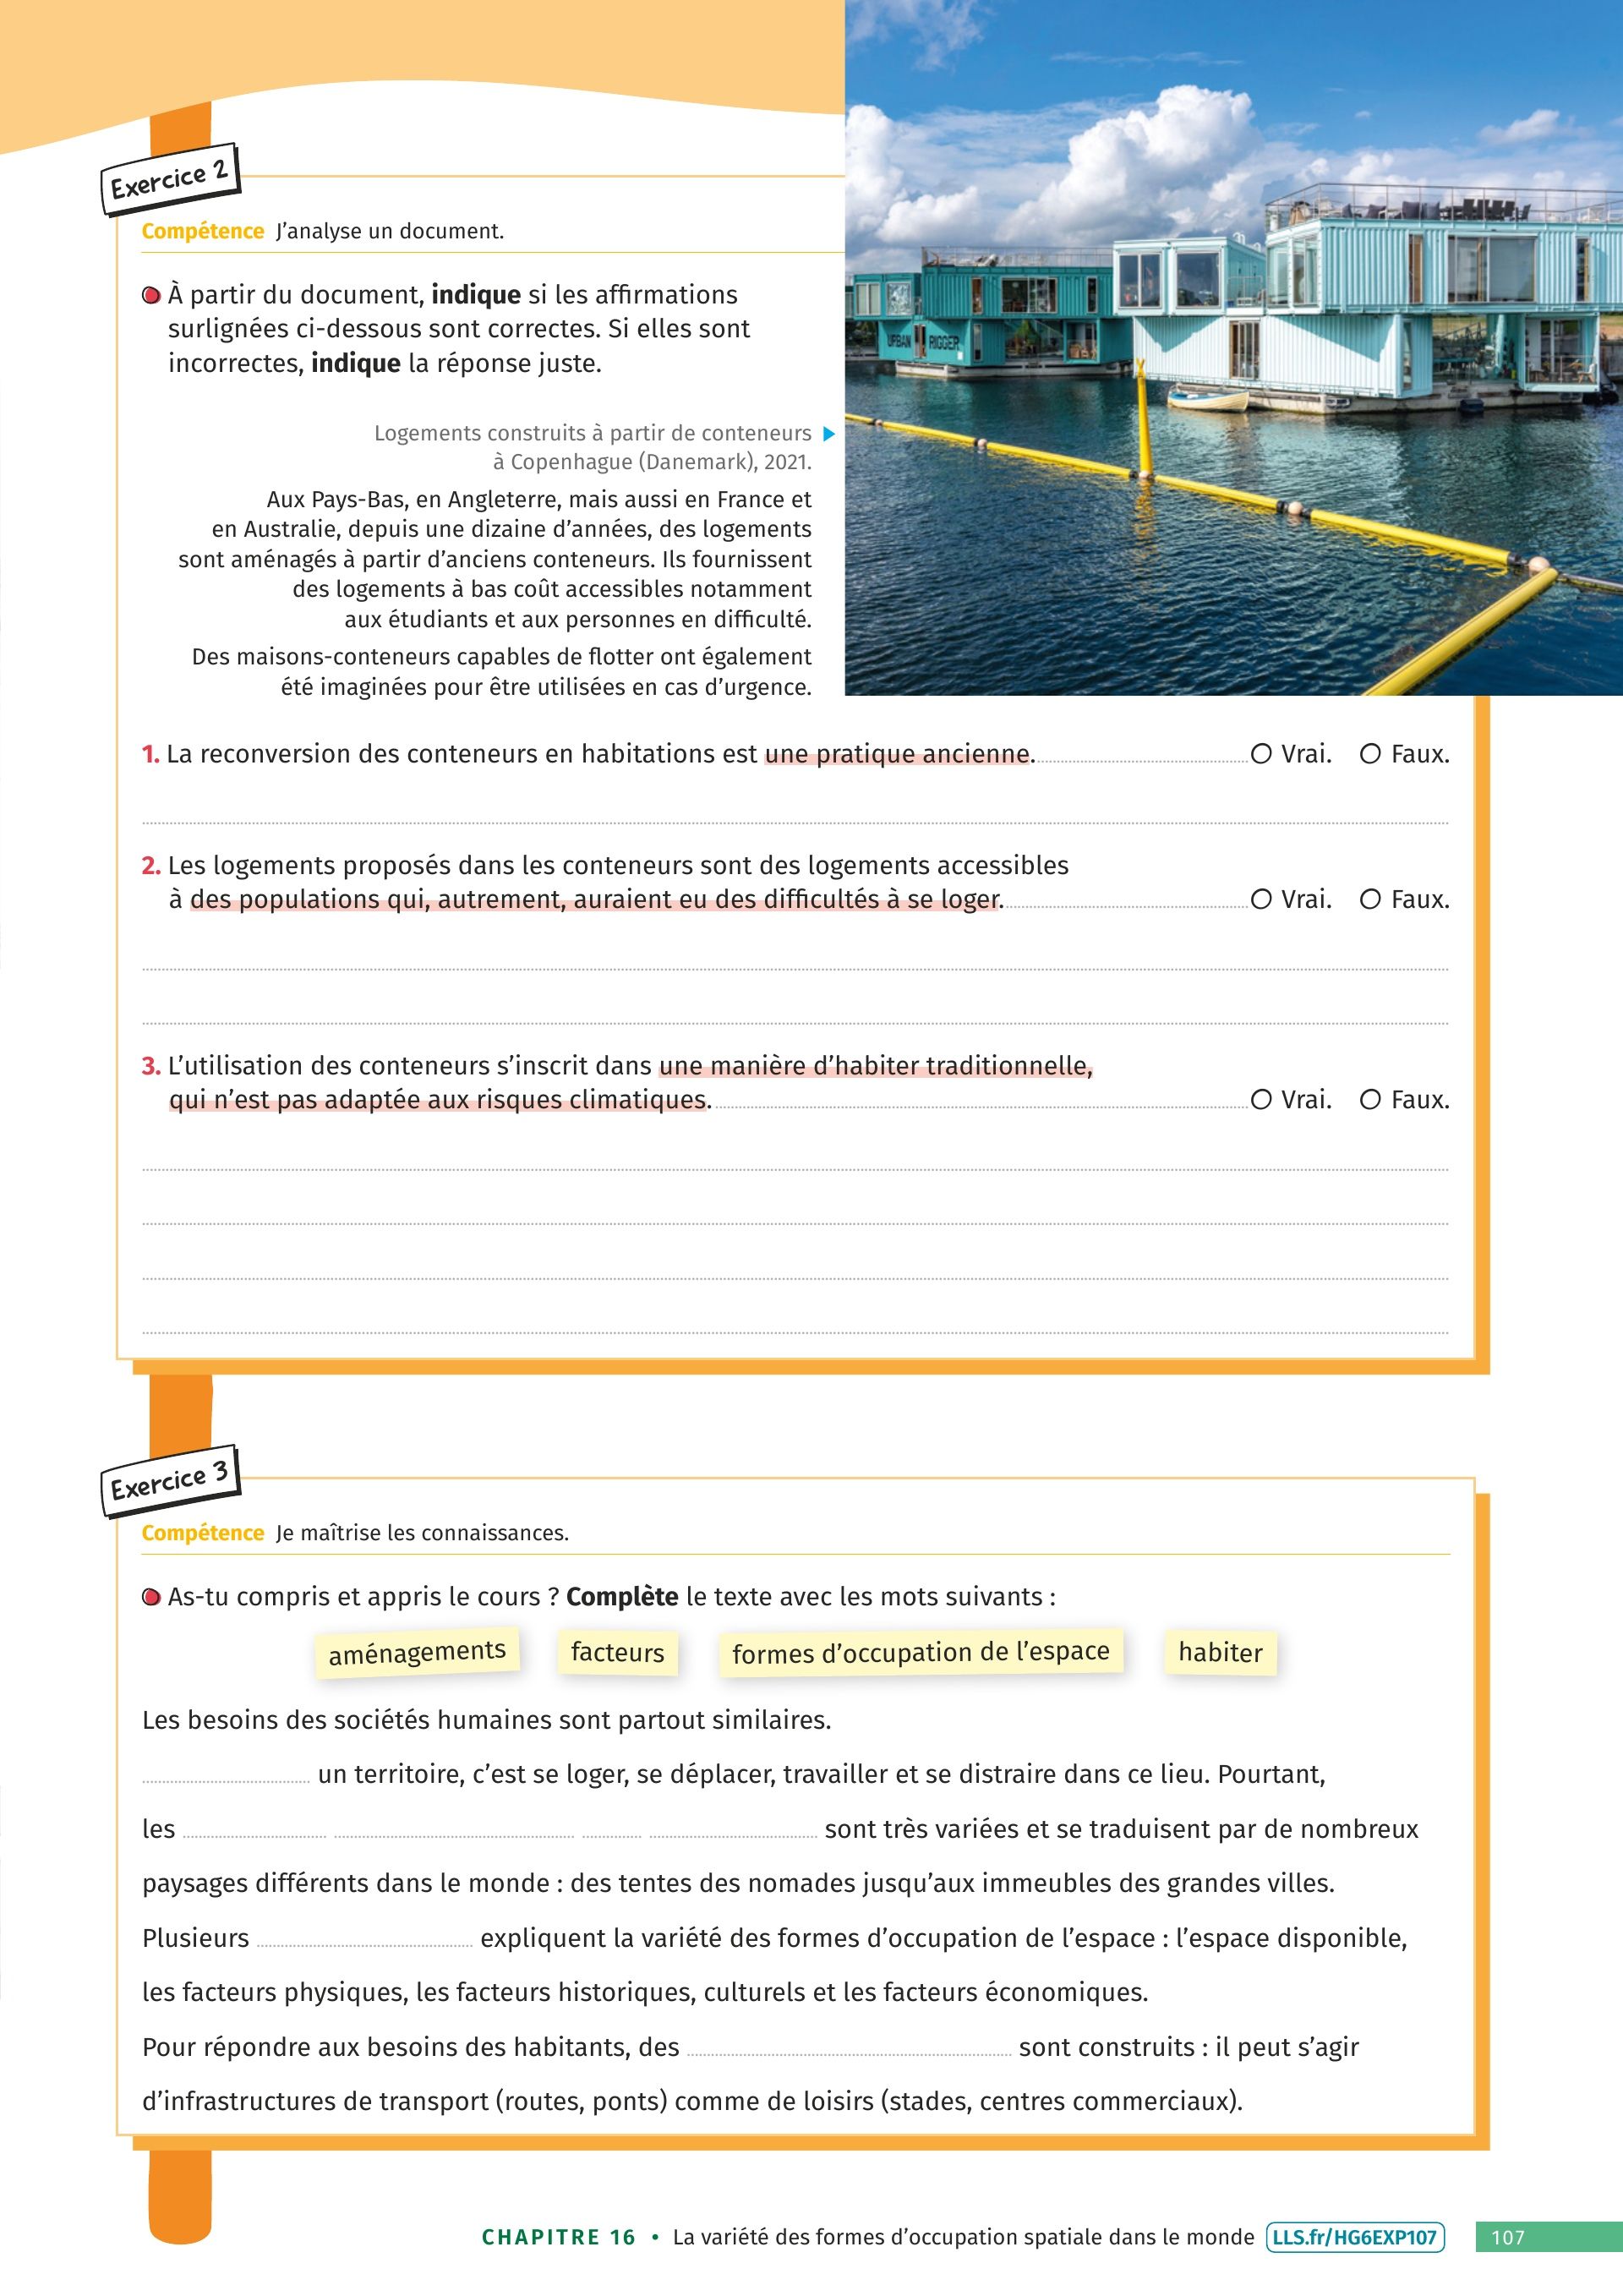 Exercice 2
Compétence J'analyse un document.
À partir du document, indique si les affirmations
surlignées ci-dessous sont correctes. Si elles sont
incorrectes, indique la réponse juste.
Logements construits à partir de conteneurs
à Copenhague (Danemark), 2021.
Aux Pays-Bas, en Angleterre, mais aussi en France et
en Australie, depuis une dizaine d'années, des logements
sont aménagés à partir d'anciens conteneurs. Ils fournissent
des logements à bas coût accessibles notamment
aux étudiants et aux personnes en difficulté.
Des maisons-conteneurs capables de flotter ont également
été imaginées pour être utilisées en cas d'urgence.
URBAN RIGGER
1. La reconversion des conteneurs en habitations est une pratique ancienne. Vrai. Faux.
2. Les logements proposés dans les conteneurs sont des logements accessibles
à des populations qui, autrement, auraient eu des difficultés à se loger. Vrai. Faux.
3. L'utilisation des conteneurs s'inscrit dans une manière d'habiter traditionnelle,
qui n'est pas adaptée aux risques climatiques. Vrai. Faux.
Exercice 3
Compétence Je maîtrise les connaissances.
As-tu compris et appris le cours ? Complète le texte avec les mots suivants :
aménagements facteurs formes d'occupation de l'espace habiter
Les besoins des sociétés humaines sont partout similaires.
un territoire, c'est se loger, se déplacer, travailler et se distraire dans ce lieu. Pourtant,
les sont très variées et se traduisent par de nombreux
paysages différents dans le monde : des tentes des nomades jusqu'aux immeubles des grandes villes.
Plusieurs expliquent la variété des formes d'occupation de l'espace : l'espace disponible,
les facteurs physiques, les facteurs historiques, culturels et les facteurs économiques.
Pour répondre aux besoins des habitants, des sont construits : il peut s'agir
d'infrastructures de transport (routes, ponts) comme de loisirs (stades, centres commerciaux).
CHAPITRE 16 • La variété des formes d'occupation spatiale dans le monde LLS.fr/HG6EXP107 107